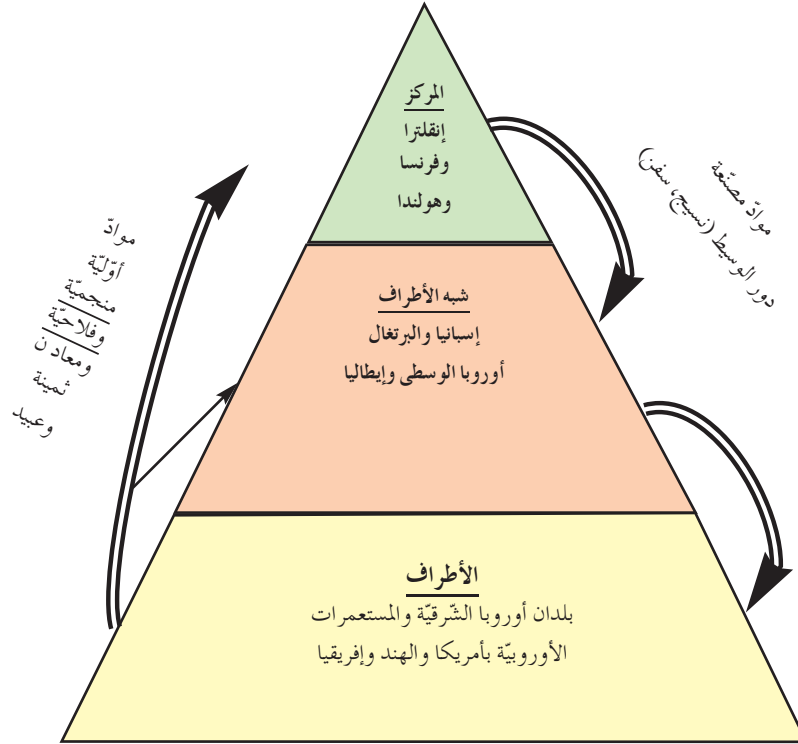 المركز
إنقلترا
وفرنسا
وهولندا
شبه الأطراف
إسبانيا والبرتغال
أوروبا الوسطى وإيطاليا
الأطراف
بلدان أوروبا الشّرقيّة والمستعمرات
الأوروبيّة بأمريكا والهند وإفريقيا
موادّ مصنّعة
دور الوسيط (نسيج، سفن)
موادّ
أوّليّة
منجميّة
وفلاحيّة
ومعادن
ثمينة
وعبيد